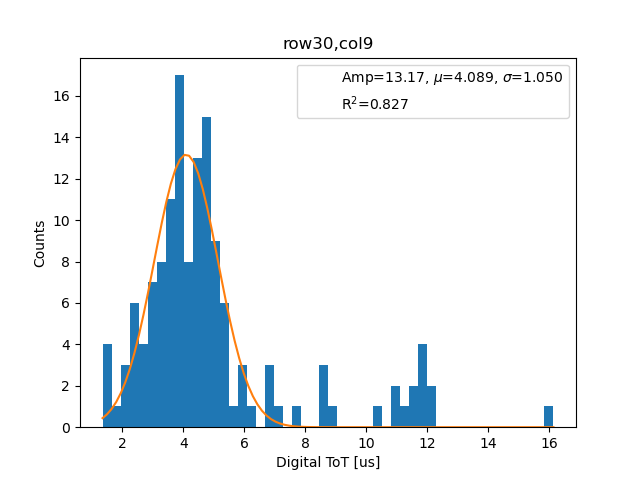 row30,col9
Amp=13.17, μ=4.089, σ=1.050
R²=0.827
Counts
16
14
12
10
8
6
4
2
0
2 4 6 8 10 12 14 16
Digital ToT [us]